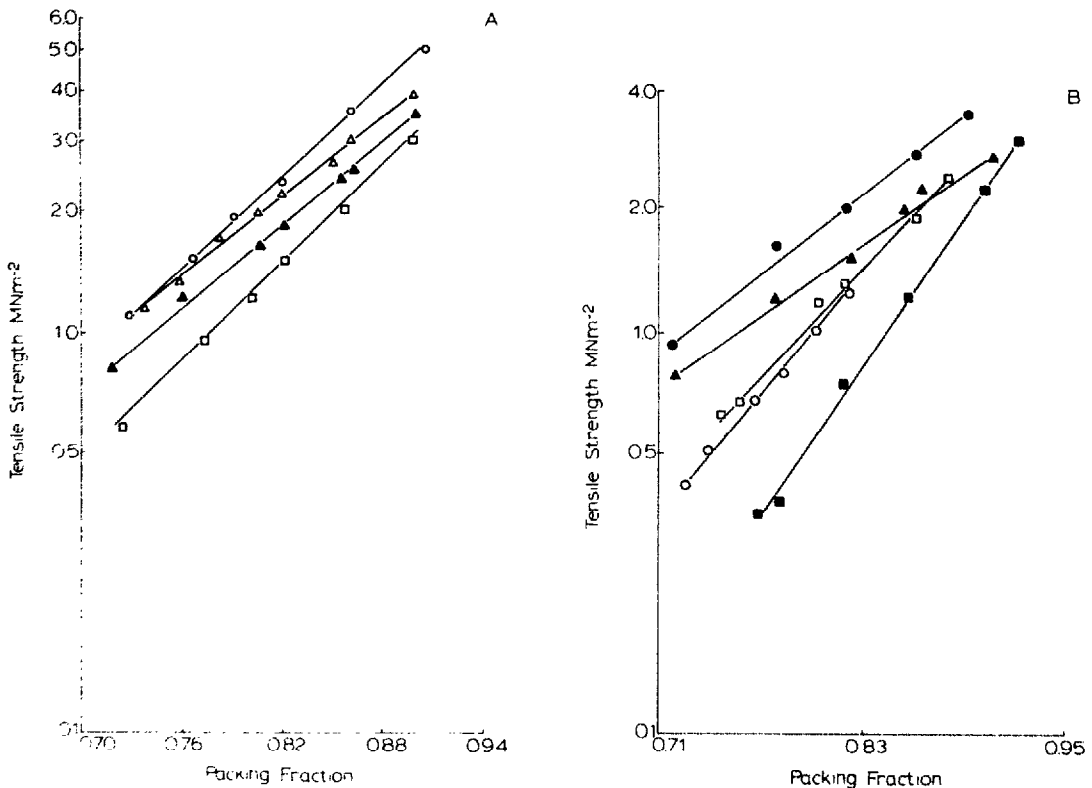 A
6.0
5.0
4.0
3.0
2.0
1.0
0.5
0.1
Tensile Strength MNm-2
0.70 0.76 0.82 0.88 0.94
Packing Fraction
B
4.0
2.0
1.0
0.5
0.1
Tensile Strength MNm-2
0.71 0.83 0.95
Packing Fraction